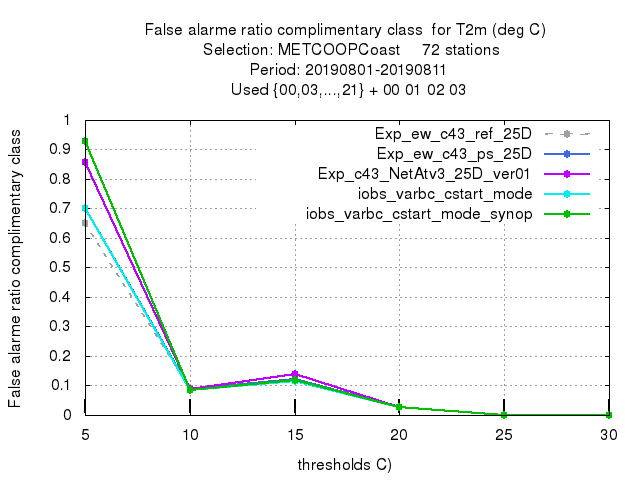 False alarme ratio complimentary class for T2m (deg C)
Selection: METCOOPCoast 72 stations
Period: 20190801-20190811
Used {00,03,...,21} + 00 01 02 03
False alarme ratio complimentary class
1
0.9
0.8
0.7
0.6
0.5
0.4
0.3
0.2
0.1
0
Exp_ew_c43_ref_25D
Exp_ew_c43_ps_25D
Exp_c43_NetAtv3_25D_ver01
iobs_varbc_cstart_mode
iobs_varbc_cstart_mode_synop
5 10 15 20 25 30
thresholds C)